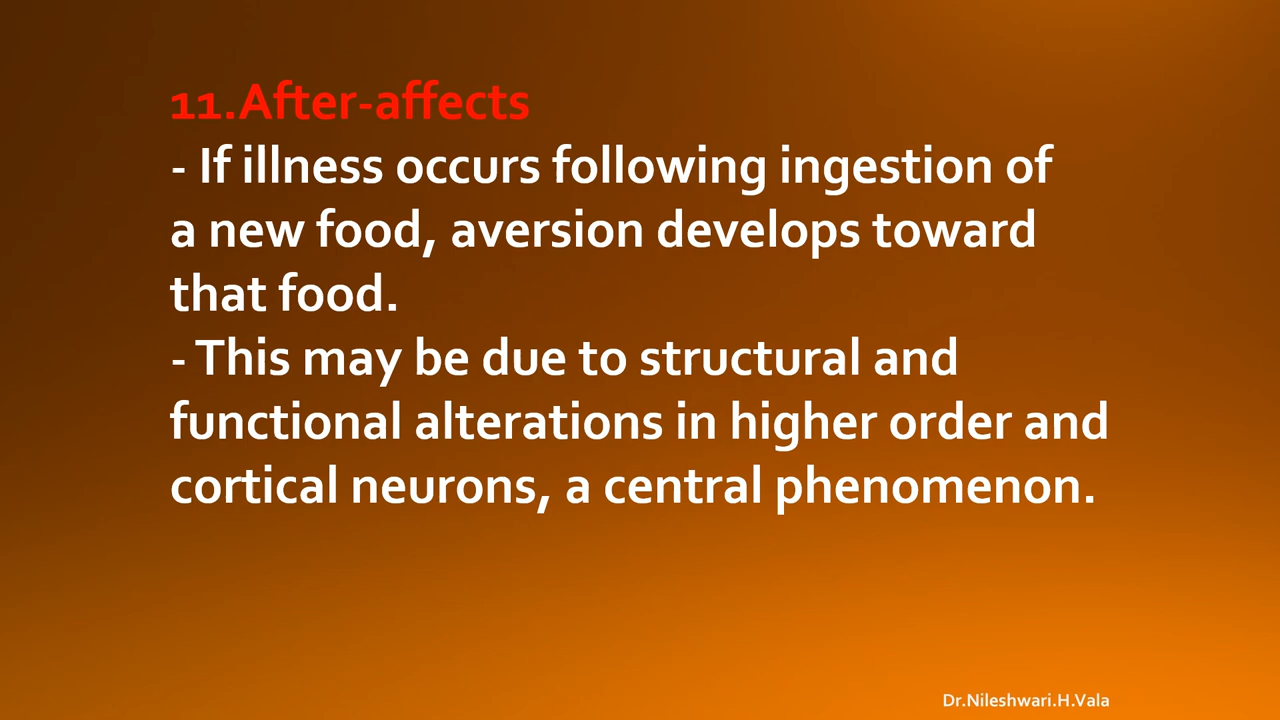 11.After-affects
- If illness occurs following ingestion of
a new food, aversion develops toward
that food.
- This may be due to structural and
functional alterations in higher order and
cortical neurons, a central phenomenon.
Dr.Nileshwari.H.Vala